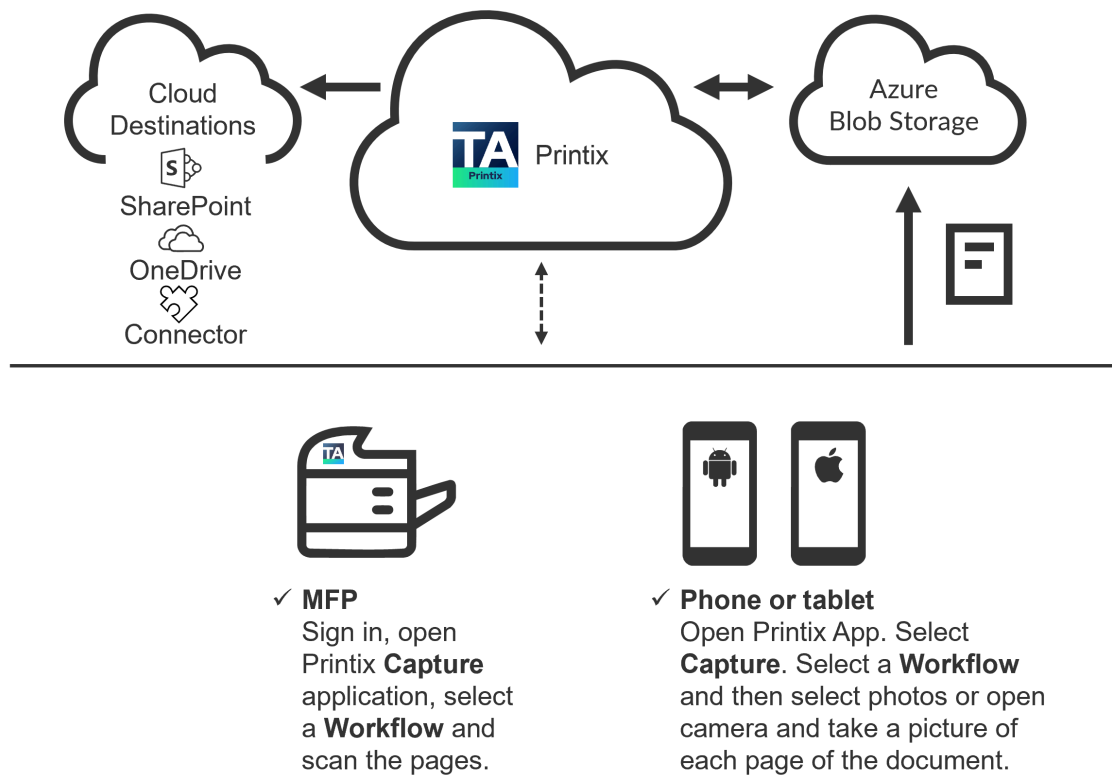 Cloud
Destinations
SharePoint
OneDrive
Connector
TA
Printix
Printix
Azure
Blob Storage
TA
✓ MFP
Sign in, open
Printix Capture
application, select
a Workflow and
scan the pages.
✓ Phone or tablet
Open Printix App. Select
Capture. Select a Workflow
and then select photos or open
camera and take a picture of
each page of the document.